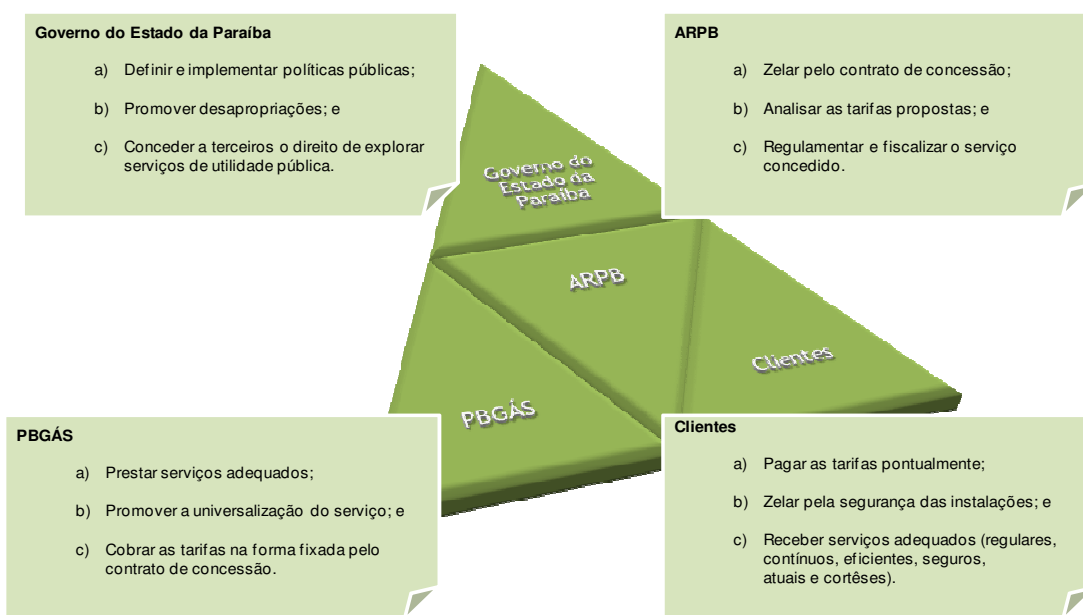 Governo do Estado da Paraíba
a) Definir e implementar políticas públicas;
b) Promover desapropriações; e
c) Conceder a terceiros o direito de explorar
serviços de utilidade pública.
ARPB
a) Zelar pelo contrato de concessão;
b) Analisar as tarifas propostas; e
c) Regulamentar e fiscalizar o serviço
concedido.
Governo do
Estado da
Paraíba
ARPB
Clientes
PBGÁS
PBGÁS
a) Prestar serviços adequados;
b) Promover a universalização do serviço; e
c) Cobrar as tarifas na forma fixada pelo
contrato de concessão.
Clientes
a) Pagar as tarifas pontualmente;
b) Zelar pela segurança das instalações; e
c) Receber serviços adequados (regulares,
contínuos, eficientes, seguros,
atuais e cortêses).